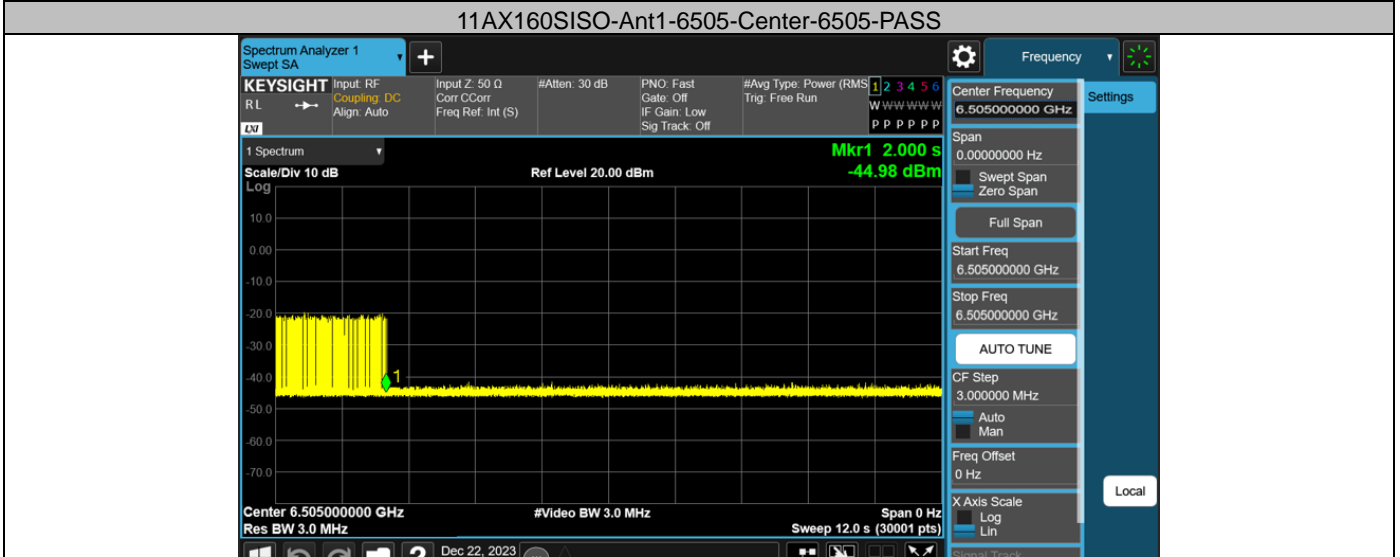 11AX160SISO-Ant1-6505-Center-6505-PASS
Spectrum Analyzer 1
Swept SA
+
Frequency
KEYSIGHT
RL
LXI
Input: RF
Coupling: DC
Align: Auto
Input Z: 50 Ω
Corr CCorr
Freq Ref: Int (S)
#Atten: 30 dB
PNO: Fast
Gate: Off
IF Gain: Low
Sig Track: Off
#Avg Type: Power (RMS
Trig: Free Run
1 2 3 4 5 6
W W W W W W
P P P P P P
1 Spectrum
Scale/Div 10 dB
Log
Ref Level 20.00 dBm
Mkr1 2.000 s
-44.98 dBm
10.0
0.00
-10.0
-20.0
-30.0
-40.0
-50.0
-60.0
-70.0
1
Center 6.505000000 GHz
Res BW 3.0 MHz
#Video BW 3.0 MHz
Span 0 Hz
Sweep 12.0 s (30001 pts)
Dec 22, 2023
Center Frequency
6.505000000 GHz
Span
0.00000000 Hz
Swept Span
Zero Span
Full Span
Start Freq
6.505000000 GHz
Stop Freq
6.505000000 GHz
AUTO TUNE
CF Step
3.000000 MHz
Auto
Man
Freq Offset
0 Hz
X Axis Scale
Log
Lin
Signal Track
Settings
Local